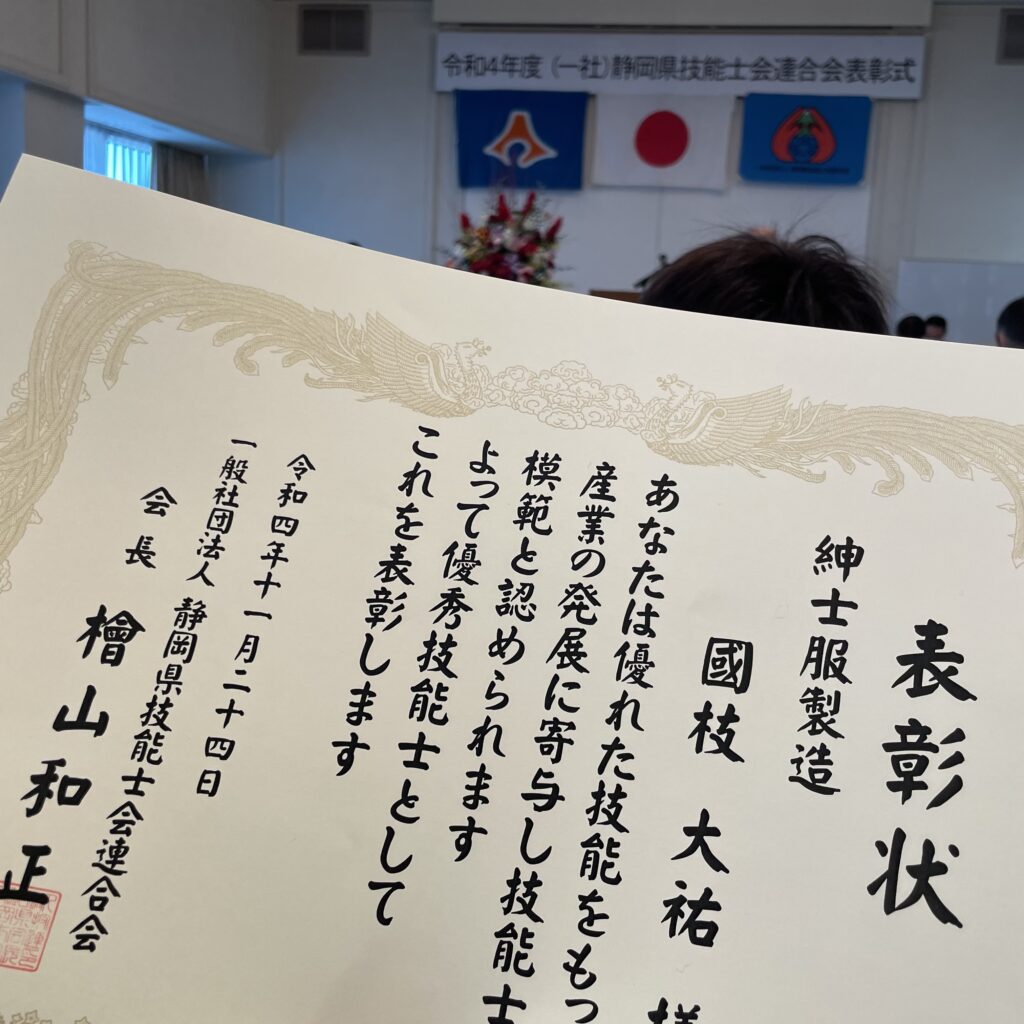 令和4年度 (一社)静岡県技能士会連合会表彰式
表彰状
紳士服製造
國枝 大祐 様
あなたは優れた技能をもっ
産業の発展に寄与し技能士
模範と認められます
よって優秀技能士として
これを表彰します
令和四年十一月二十四日
一般社団法人 静岡県技能士会連合会
会長 檜山和正